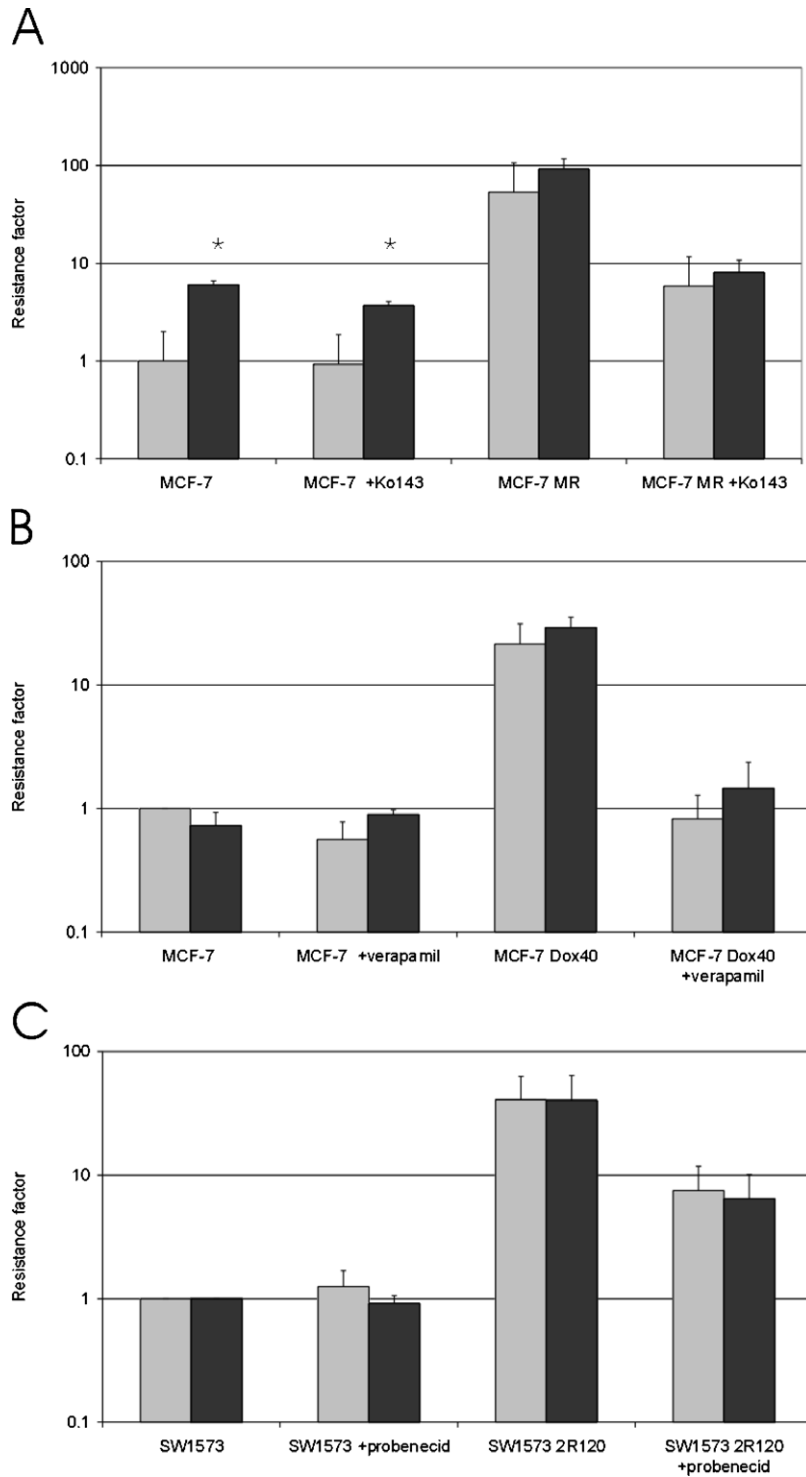 A
1000
100
10
1
0.1
Resistance factor
*
*
MCF-7
MCF-7 +Ko143
MCF-7 MR
MCF-7 MR +Ko143
B
100
10
1
0.1
Resistance factor
MCF-7
MCF-7 +verapamil
MCF-7 Dox40
MCF-7 Dox40
+verapamil
C
100
10
1
0.1
Resistance factor
SW1573
SW1573 +probenecid
SW1573 2R120
SW1573 2R120
+probenecid